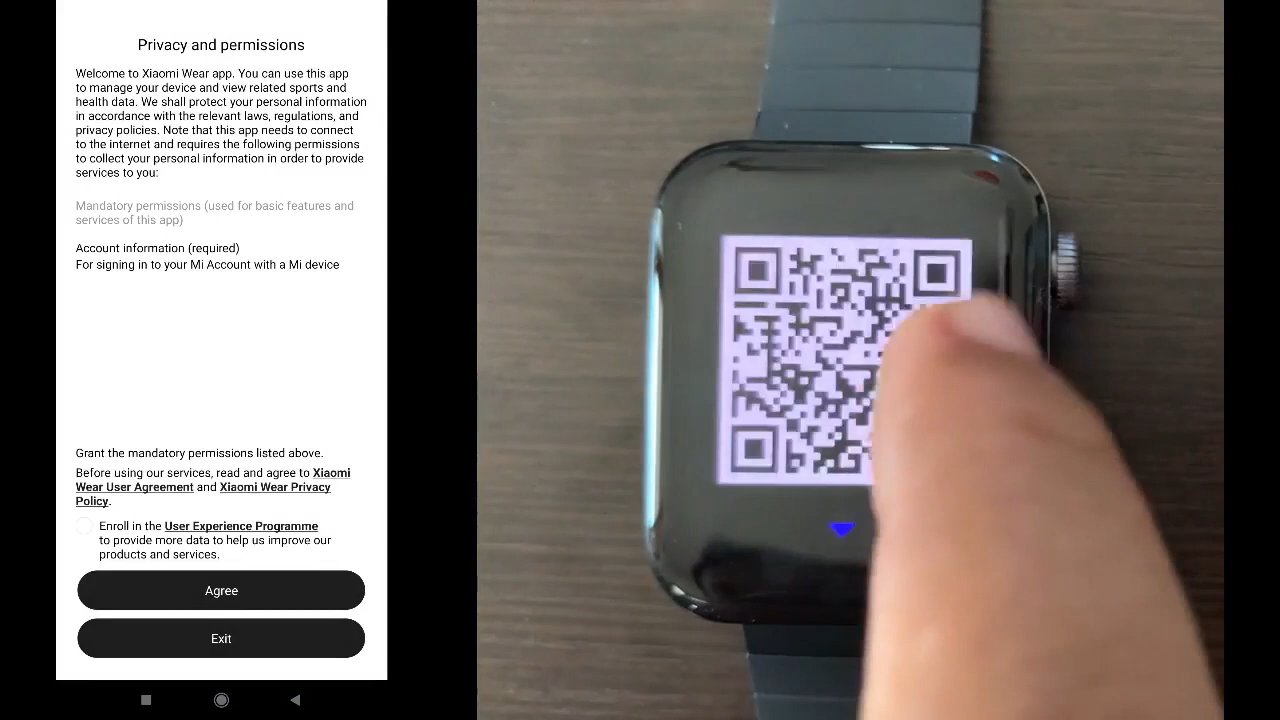 Privacy and permissions
Welcome to Xiaomi Wear app. You can use this app
to manage your device and view related sports and
health data. We shall protect your personal information
in accordance with the relevant laws, regulations, and
privacy policies. Note that this app needs to connect
to the internet and requires the following permissions
to collect your personal information in order to provide
services to you:
Mandatory permissions (used for basic features and
services of this app)
Account information (required)
For signing in to your Mi Account with a Mi device
Grant the mandatory permissions listed above.
Before using our services, read and agree to Xiaomi
Wear User Agreement and Xiaomi Wear Privacy
Policy.
Enroll in the User Experience Programme
to provide more data to help us improve our
products and services.
Agree
Exit